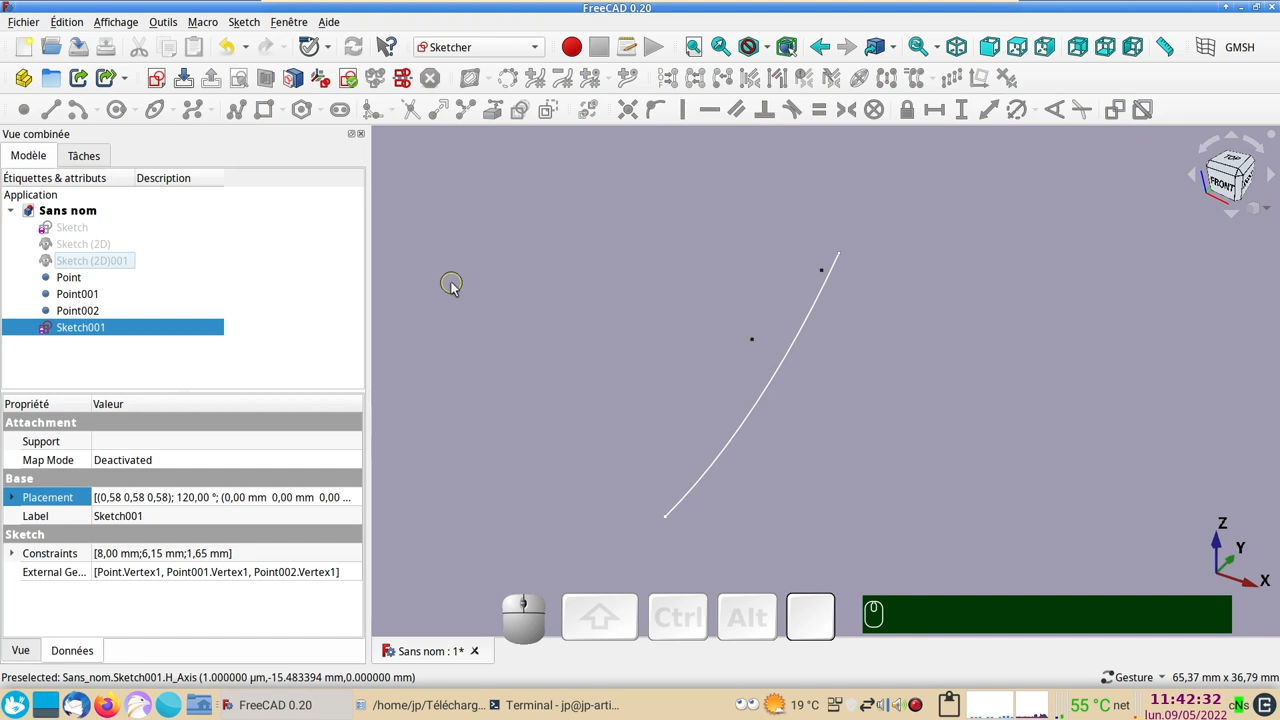 FreeCAD 0.20
Fichier Édition Affichage Outils Macro Sketch Fenêtre Aide
Sketcher
GMSH
Vue combinée
Modèle Tâches
Étiquettes & attributs Description
Application
Sans nom
Sketch
Sketch (2D)
Sketch (2D)001
Point
Point001
Point002
Sketch001
Propriété Valeur
Attachment
Support
Map Mode Deactivated
Base
Placement [(0,58 0,58 0,58); 120,00 °; (0,00 mm 0,00 mm 0,00 ...
Label Sketch001
Sketch
Constraints [8,00 mm;6,15 mm;1,65 mm]
External Ge... [Point.Vertex1, Point001.Vertex1, Point002.Vertex1]
TOP
FRONT
Z
Y
X
Ctrl Alt
Vue Données
Sans nom : 1*
Preselected: Sans_nom.Sketch001.H_Axis (1.000000 µm,-15.483394 mm,0.000000 mm)
Gesture 65,37 mm x 36,79 mm
FreeCAD 0.20 /home/jp/Télécharg... Terminal - jp@jp-arti... 19 °C 55 °C net 11:42:32
lun.09/05/2022
cNs